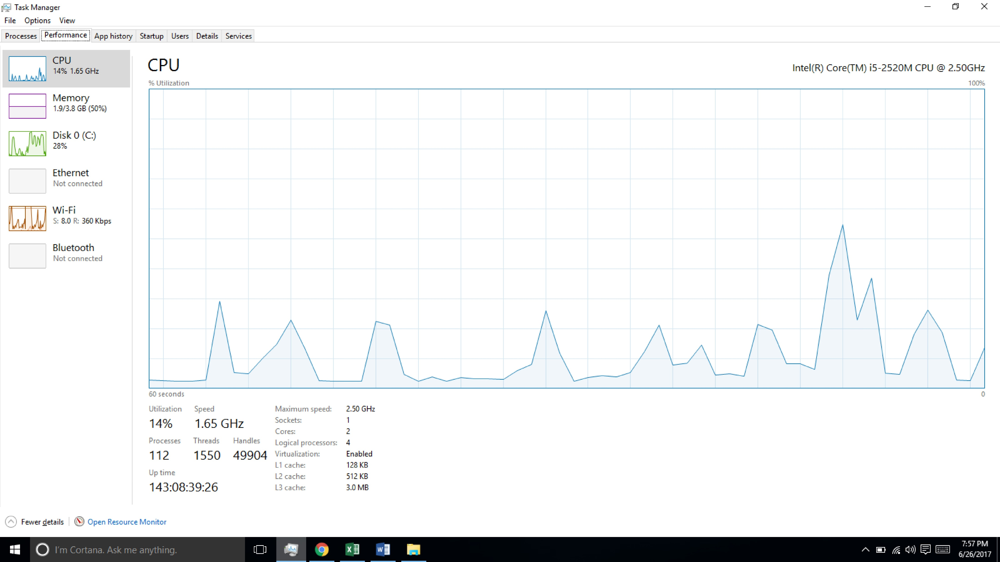 Task Manager
File Options View
Processes Performance App history Startup Users Details Services
CPU
14% 1.65 GHz
Memory
1.9/3.8 GB (50%)
Disk 0 (C:)
28%
Ethernet
Not connected
Wi-Fi
S: 8.0 R: 360 Kbps
Bluetooth
Not connected
CPU
Intel(R) Core(TM) i5-2520M CPU @ 2.50GHz
% Utilization 100%
60 seconds 0
Utilization Speed
14% 1.65 GHz
Processes Threads Handles
112 1550 49904
Up time
143:08:39:26
Maximum speed: 2.50 GHz
Sockets: 1
Cores: 2
Logical processors: 4
Virtualization: Enabled
L1 cache: 128 KB
L2 cache: 512 KB
L3 cache: 3.0 MB
Fewer details Open Resource Monitor
I'm Cortana. Ask me anything.
7:57 PM
6/26/2017